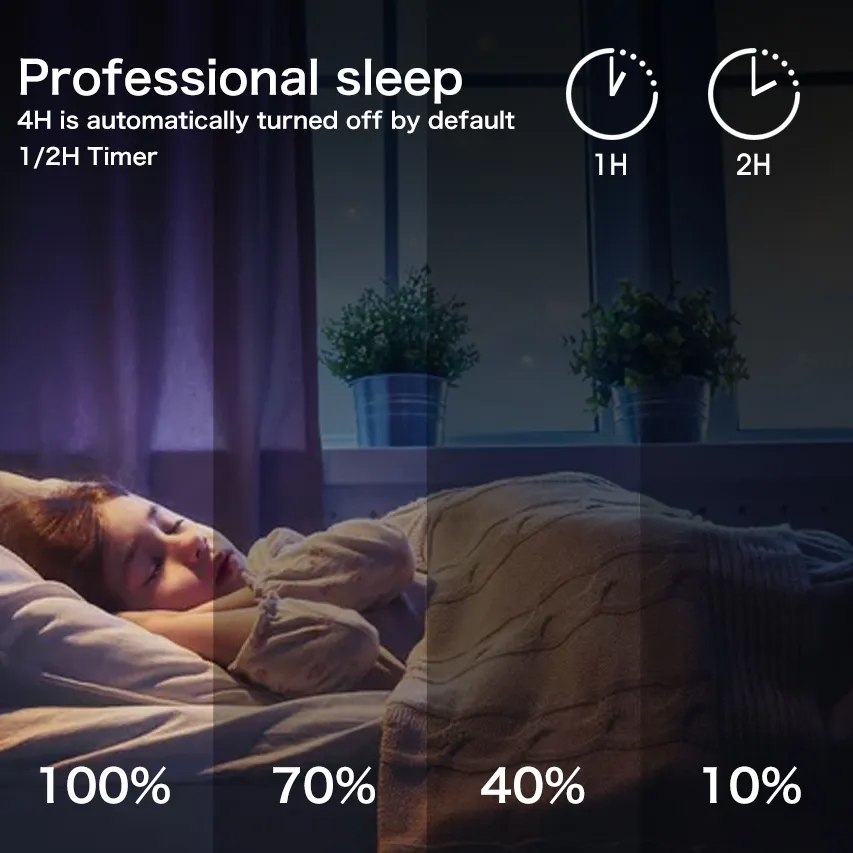 Professional sleep
4H is automatically turned off by default
1/2H Timer
1H
2H
100%
70%
40%
10%